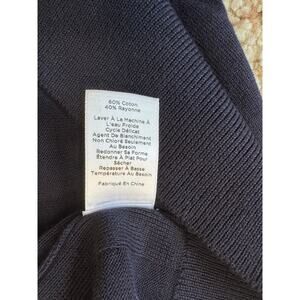 60% Coton
40% Rayonne
Laver À La Machine À
L'eau Froide
Cycle Délicat
Agent De Blanchiment
Non Chloré Seulement
Au Besoin
Redonner Sa Forme
Étendre À Plat Pour
Sécher
Repasser À Basse
Température Au Besoin
Fabriqué En Chine